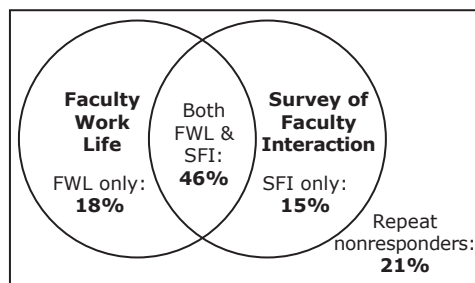 Faculty
Work
Life
FWL only:
18%
Both
FWL &
SFI:
46%
Survey of
Faculty
Interaction
SFI only:
15%
Repeat
nonresponders:
21%